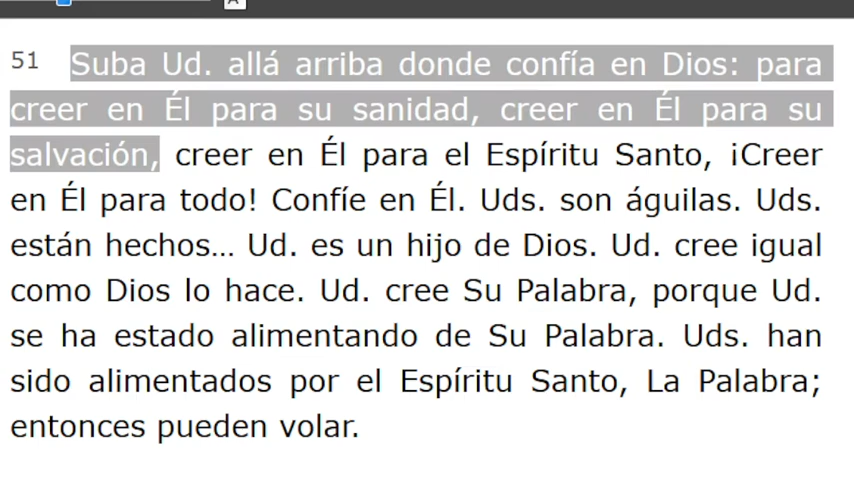 A
51 Suba Ud. allá arriba donde confía en Dios: para
creer en Él para su sanidad, creer en Él para su
salvación, creer en Él para el Espíritu Santo, ¡Creer
en Él para todo! Confíe en Él. Uds. son águilas. Uds.
están hechos... Ud. es un hijo de Dios. Ud. cree igual
como Dios lo hace. Ud. cree Su Palabra, porque Ud.
se ha estado alimentando de Su Palabra. Uds. han
sido alimentados por el Espíritu Santo, La Palabra;
entonces pueden volar.